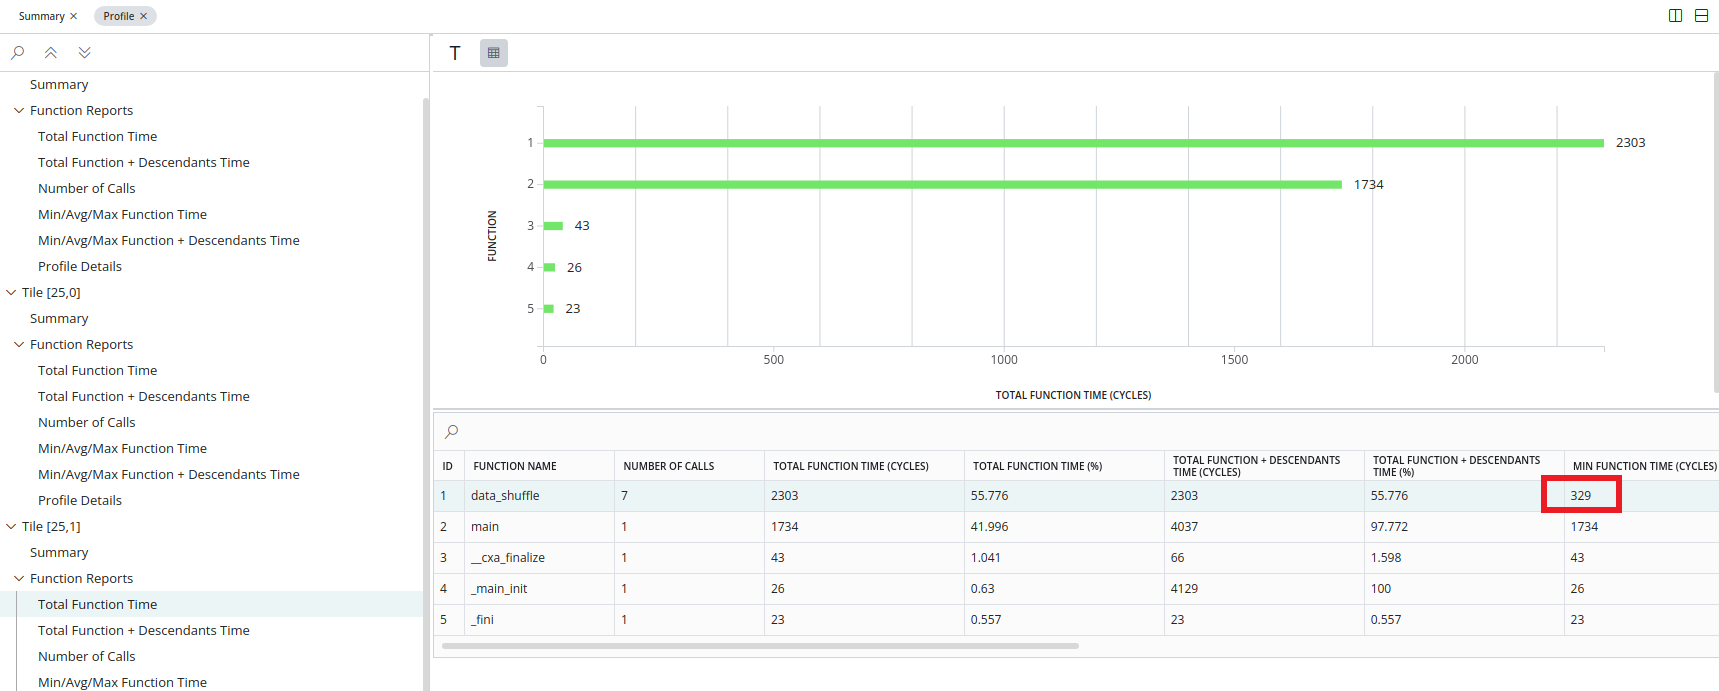 Summary ×
Profile ×
Summary
Function Reports
Total Function Time
Total Function + Descendants Time
Number of Calls
Min/Avg/Max Function Time
Min/Avg/Max Function + Descendants Time
Profile Details
Tile [25,0]
Summary
Function Reports
Total Function Time
Total Function + Descendants Time
Number of Calls
Min/Avg/Max Function Time
Min/Avg/Max Function + Descendants Time
Profile Details
Tile [25,1]
Summary
Function Reports
Total Function Time
Total Function + Descendants Time
Number of Calls
Min/Avg/Max Function Time
T
FUNCTION
1 2303
2 1734
3 43
4 26
5 23
0 500 1000 1500 2000
TOTAL FUNCTION TIME (CYCLES)
ID FUNCTION NAME NUMBER OF CALLS TOTAL FUNCTION TIME (CYCLES) TOTAL FUNCTION TIME (%) TOTAL FUNCTION + DESCENDANTS TIME (CYCLES) TOTAL FUNCTION + DESCENDANTS TIME (%) MIN FUNCTION TIME (CYCLES)
1 data_shuffle 7 2303 55.776 2303 55.776 329
2 main 1 1734 41.996 4037 97.772 1734
3 __cxa_finalize 1 43 1.041 66 1.598 43
4 _main_init 1 26 0.63 4129 100 26
5 _fini 1 23 0.557 23 0.557 23